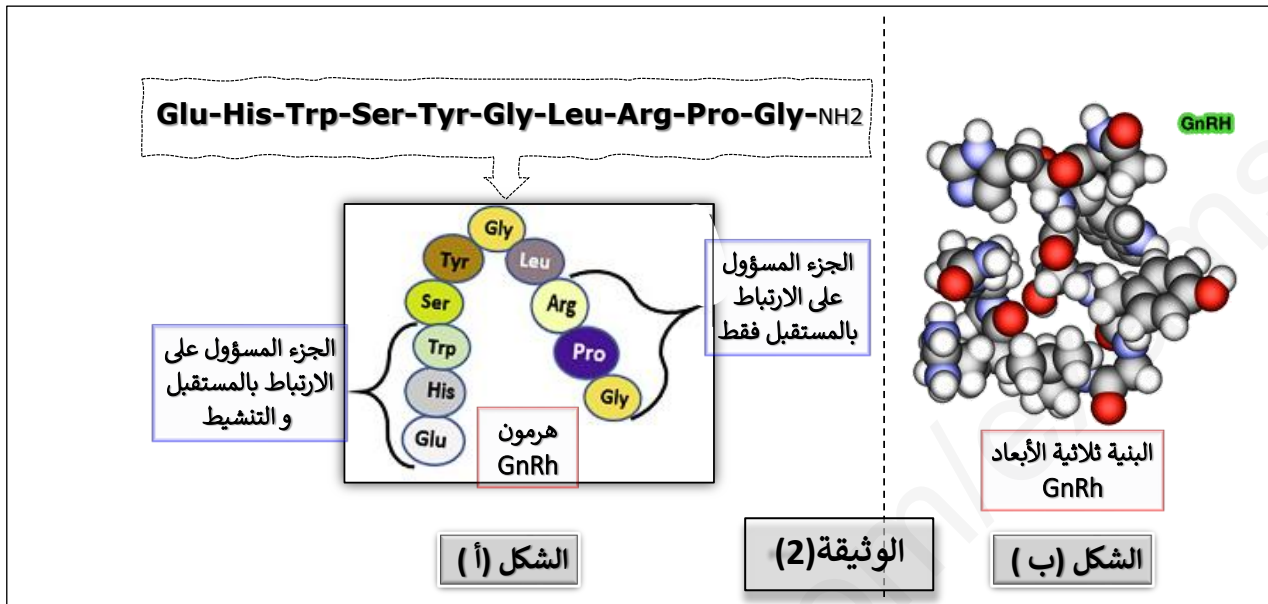 Glu-His-Trp-Ser-Tyr-Gly-Leu-Arg-Pro-Gly-NH2
GnRH
Gly
Tyr
Leu
Ser
Arg
Trp
Pro
His
Gly
Glu
الجزء المسؤول
على الارتباط
بالمستقبل فقط
الجزء المسؤول على
الارتباط بالمستقبل
و التنشيط
هرمون
GnRh
البنية ثلاثية الأبعاد
GnRh
الشكل (أ )
الوثيقة(2)
الشكل (ب )